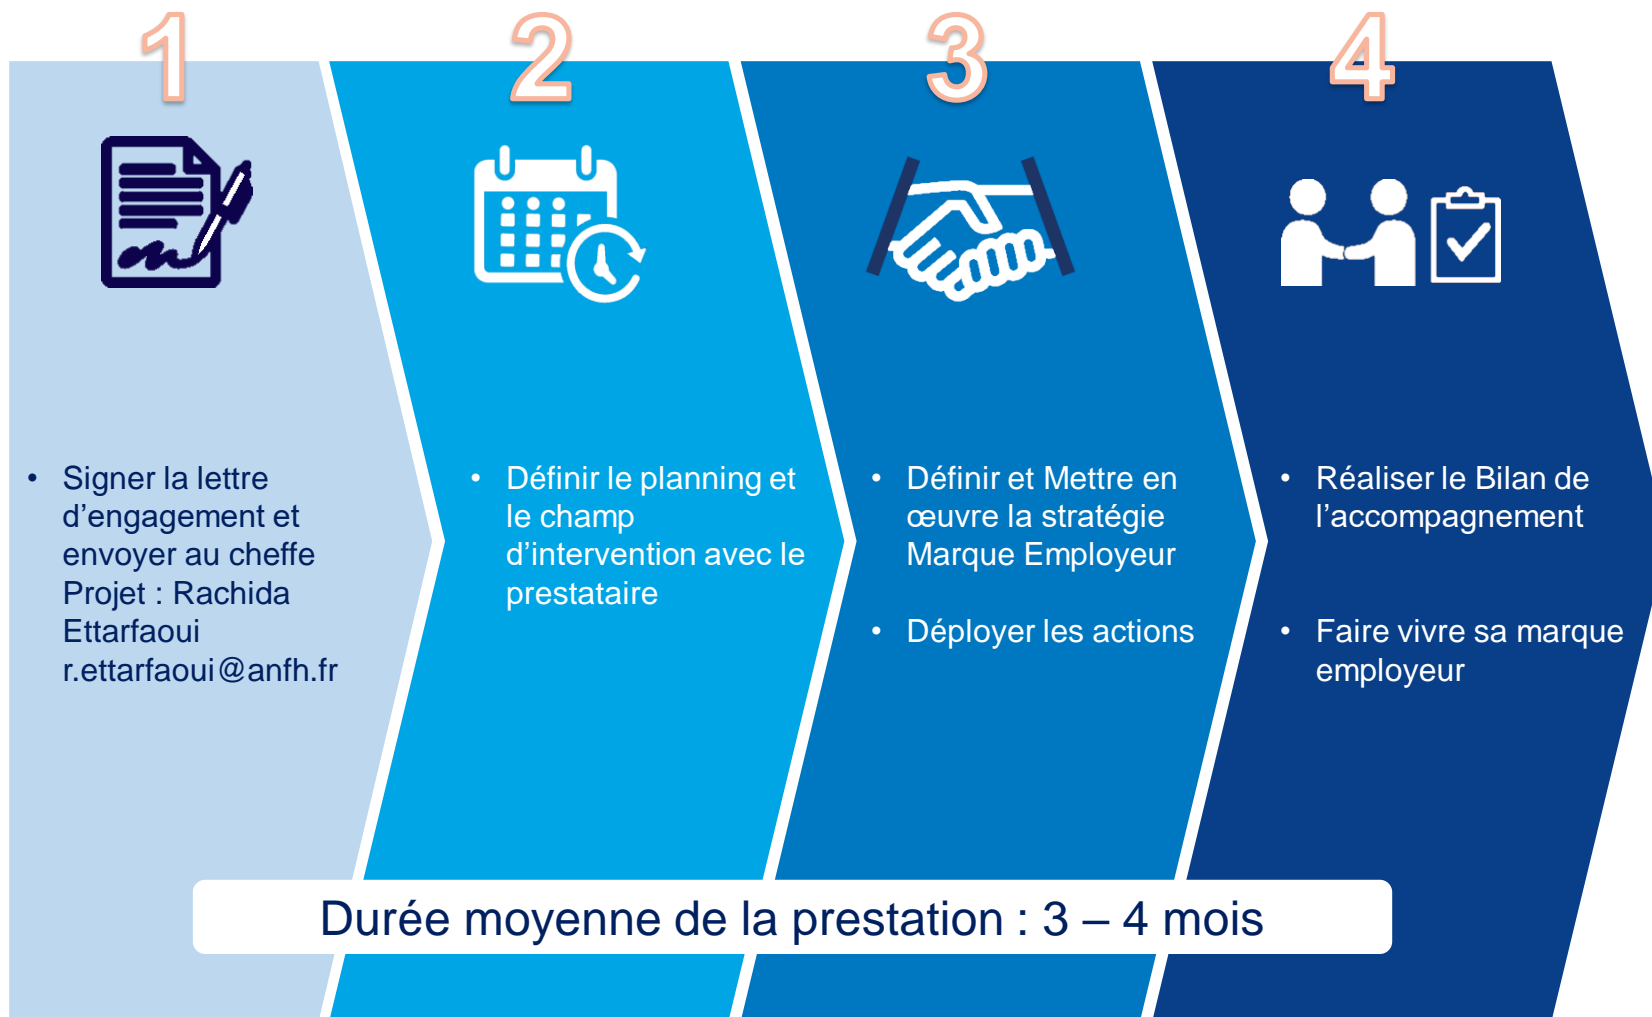 1
2
3
4
• Signer la lettre
d’engagement et
envoyer au cheffe
Projet : Rachida
Ettarfaoui
r.ettarfaoui@anfh.fr
• Définir le planning et
le champ
d’intervention avec le
prestataire
• Définir et Mettre en
œuvre la stratégie
Marque Employeur
• Déployer les actions
• Réaliser le Bilan de
l’accompagnement
• Faire vivre sa marque
employeur
Durée moyenne de la prestation : 3 – 4 mois